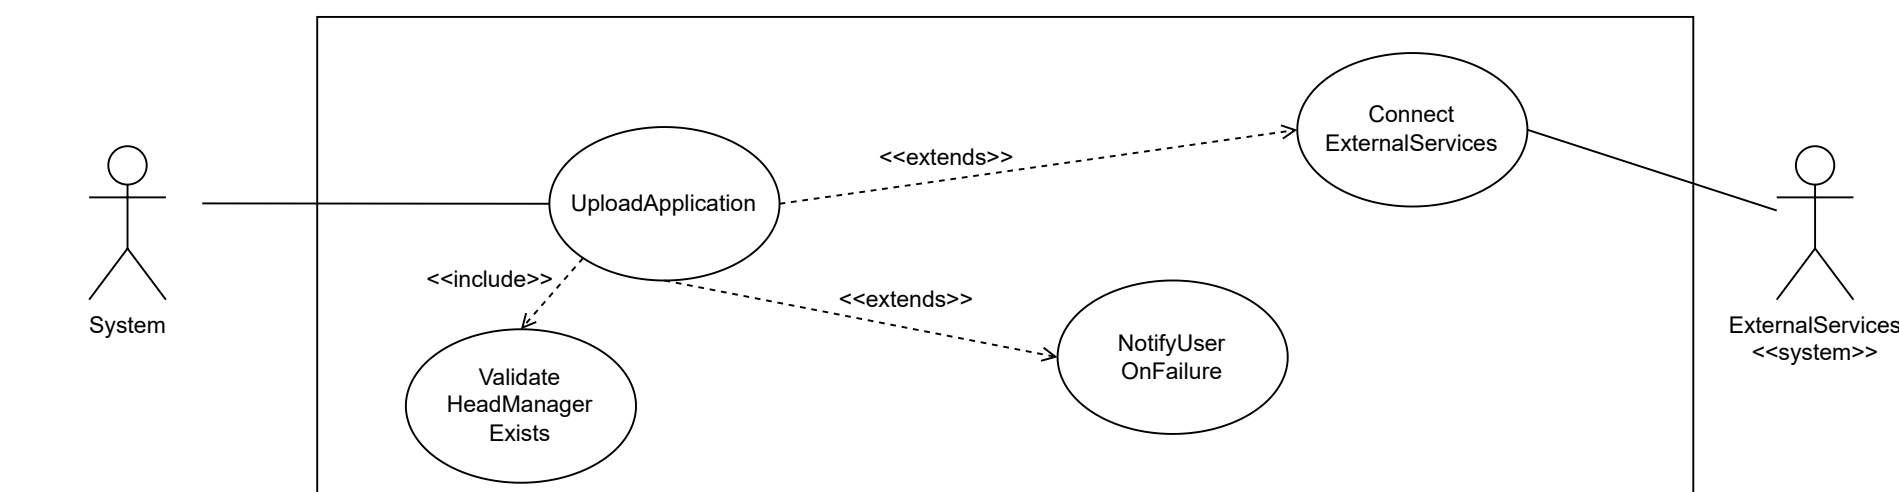 Connect
ExternalServices
<<extends>>
UploadApplication
<<include>>
<<extends>>
System
ExternalServices
<<system>>
NotifyUser
OnFailure
Validate
HeadManager
Exists